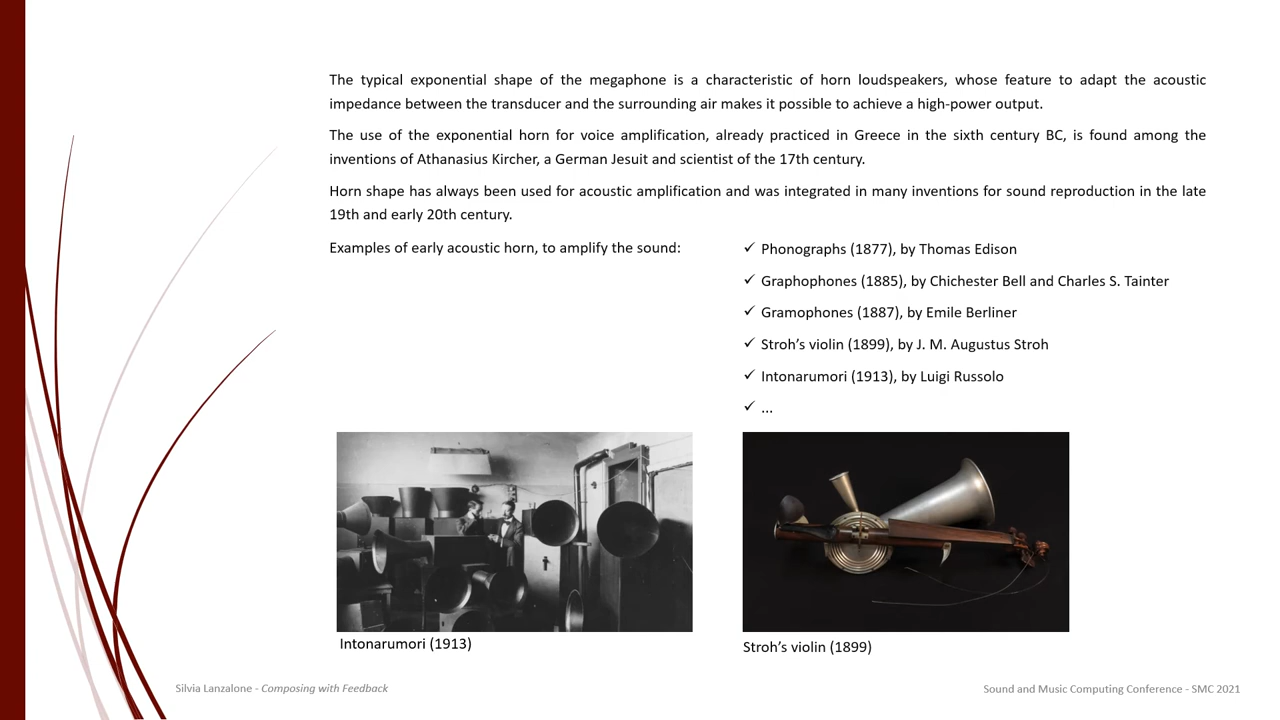 The typical exponential shape of the megaphone is a characteristic of horn loudspeakers, whose feature to adapt the acoustic
impedance between the transducer and the surrounding air makes it possible to achieve a high-power output.
The use of the exponential horn for voice amplification, already practiced in Greece in the sixth century BC, is found among the
inventions of Athanasius Kircher, a German Jesuit and scientist of the 17th century.
Horn shape has always been used for acoustic amplification and was integrated in many inventions for sound reproduction in the late
19th and early 20th century.
Examples of early acoustic horn, to amplify the sound:
✓ Phonographs (1877), by Thomas Edison
✓ Graphophones (1885), by Chichester Bell and Charles S. Tainter
✓ Gramophones (1887), by Emile Berliner
✓ Stroh’s violin (1899), by J. M. Augustus Stroh
✓ Intonarumori (1913), by Luigi Russolo
✓ ...
Intonarumori (1913)
Stroh’s violin (1899)
Silvia Lanzalone - Composing with Feedback
Sound and Music Computing Conference - SMC 2021